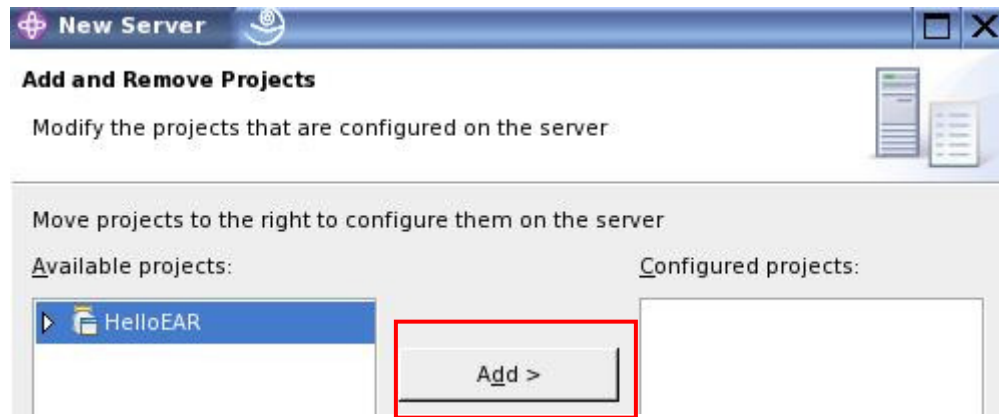 New Server
Add and Remove Projects
Modify the projects that are configured on the server
Move projects to the right to configure them on the server
Available projects:
Configured projects:
HelloEAR
Add >